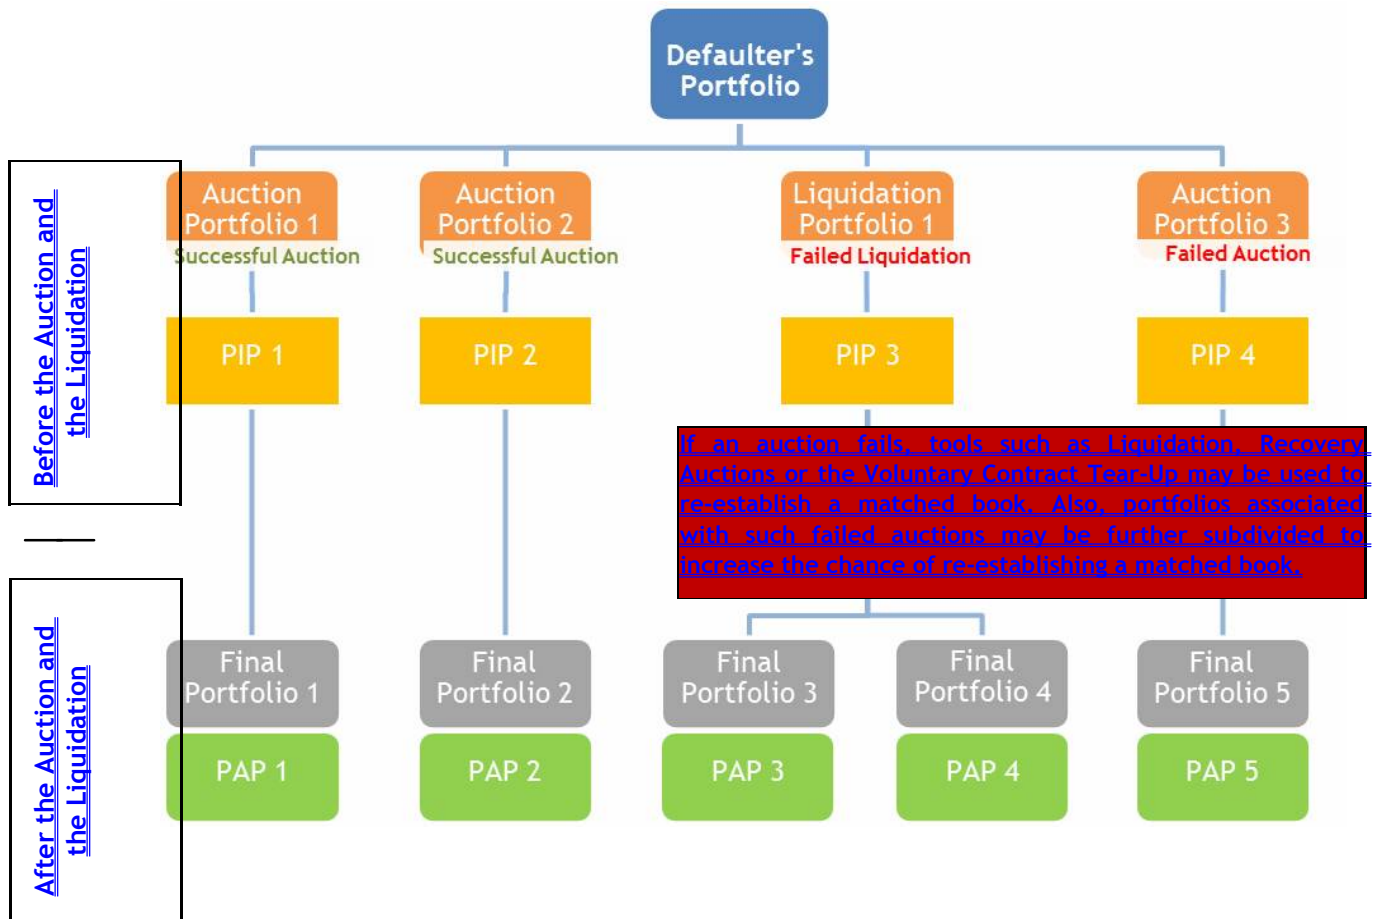 Defaulter's
Portfolio
Before the Auction and
the Liquidation
Auction
Portfolio 1
Successful Auction
Auction
Portfolio 2
Successful Auction
Liquidation
Portfolio 1
Failed Liquidation
Auction
Portfolio 3
Failed Auction
PIP 1
PIP 2
PIP 3
PIP 4
If an auction fails, tools such as Liquidation, Recovery
Auctions or the Voluntary Contract Tear-Up may be used to
re-establish a matched book. Also, portfolios associated
with such failed auctions may be further subdivided to
increase the chance of re-establishing a matched book.
After the Auction and
the Liquidation
Final
Portfolio 1
Final
Portfolio 2
Final
Portfolio 3
Final
Portfolio 4
Final
Portfolio 5
PAP 1
PAP 2
PAP 3
PAP 4
PAP 5